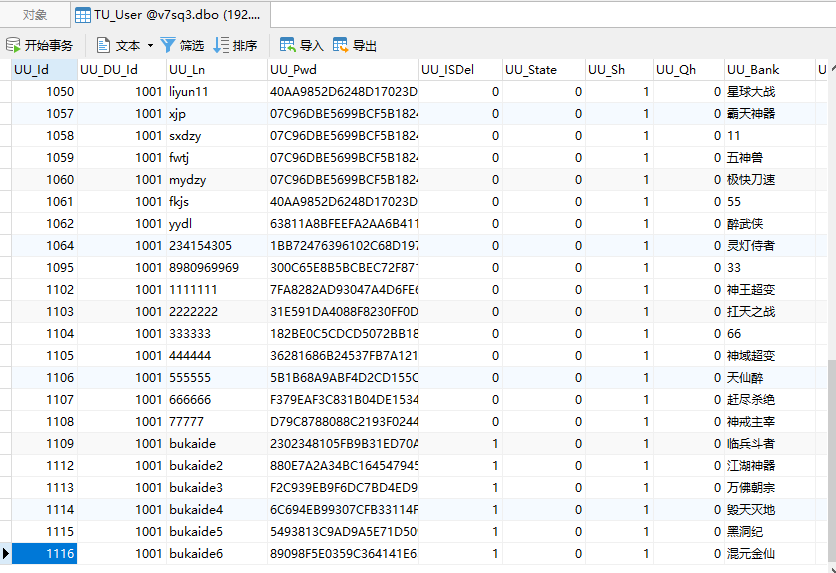 对象 TU_User @v7sq3.dbo (192....
开始事务 文本 筛选 排序 导入 导出
UU_Id UU_DU_Id UU_Ln UU_Pwd UU_ISDel UU_State UU_Sh UU_Qh UU_Bank U
1050 1001 liyun11 40AA9852D6248D17023D 0 0 1 0 星球大战
1057 1001 xjp 07C96DBE5699BCF5B1824 0 0 1 0 霸天神器
1058 1001 sxdzy 07C96DBE5699BCF5B1824 0 0 1 0 11
1059 1001 fwtj 07C96DBE5699BCF5B1824 0 0 1 0 五神兽
1060 1001 mydzy 07C96DBE5699BCF5B1824 0 0 1 0 极快刀速
1061 1001 fkjs 40AA9852D6248D17023D 0 0 1 0 55
1062 1001 yydl 63811A8BFEEFA2AA6B411 0 0 1 0 醉武侠
1064 1001 234154305 1BB72476396102C68D197 0 0 1 0 灵灯侍者
1095 1001 8980969969 300C65E8B5BCBEC72F871 0 0 1 0 33
1102 1001 1111111 7FA8282AD93047A4D6FE6 0 0 1 0 神王超变
1103 1001 2222222 31E591DA4088F8230FF0D 0 0 1 0 扛天之战
1104 1001 333333 182BE0C5CDCD5072BB18 0 0 1 0 66
1105 1001 444444 36281686B24537FB7A121 0 0 1 0 神域超变
1106 1001 555555 5B1B68A9ABF4D2CD155C 0 0 1 0 天仙醉
1107 1001 666666 F379EAF3C831B04DE1534 0 0 1 0 赶尽杀绝
1108 1001 77777 D79C8788088C2193F0244 0 0 1 0 神戒主宰
1109 1001 bukaide 2302348105FB9B31ED70A 1 0 1 0 临兵斗者
1112 1001 bukaide2 880E7A2A34BC164547945 1 0 1 0 江湖神器
1113 1001 bukaide3 F2C939EB9F6DC7BD4ED9 1 0 1 0 万佛朝宗
1114 1001 bukaide4 6C694EB99307CFB33114F 1 0 1 0 毁天灭地
1115 1001 bukaide5 5493813C9AD9A5E71D50 1 0 1 0 黑洞纪
1116 1001 bukaide6 89098F5E0359C364141E6 1 0 1 0 混元金仙